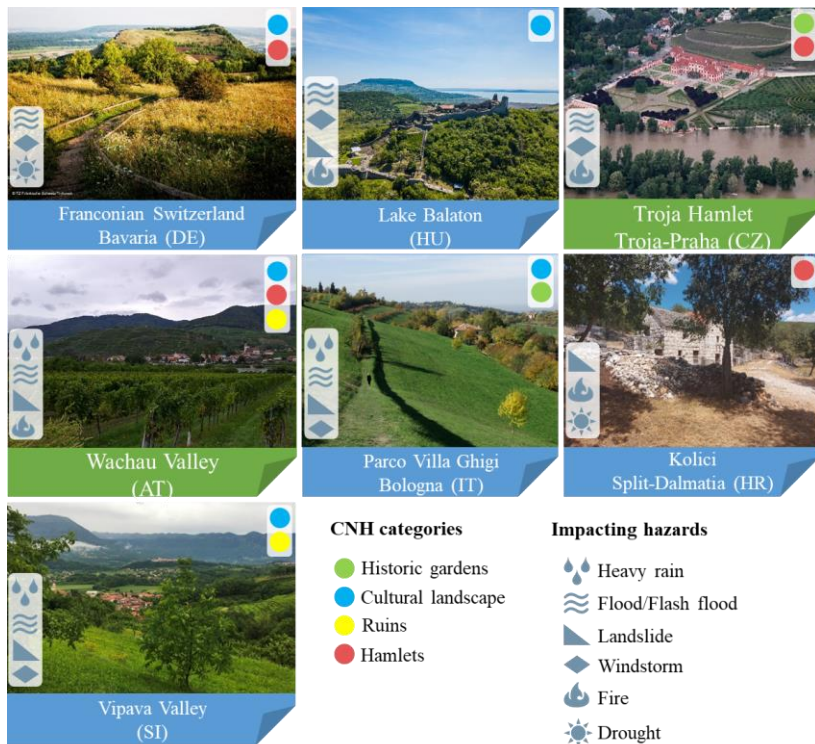 Franconian Switzerland
Bavaria (DE)
Lake Balaton
(HU)
Troja Hamlet
Troja-Praha (CZ)
Wachau Valley
(AT)
Parco Villa Ghigi
Bologna (IT)
Kolici
Split-Dalmatia (HR)
Vipava Valley
(SI)
CNH categories
Historic gardens
Cultural landscape
Ruins
Hamlets
Impacting hazards
Heavy rain
Flood/Flash flood
Landslide
Windstorm
Fire
Drought